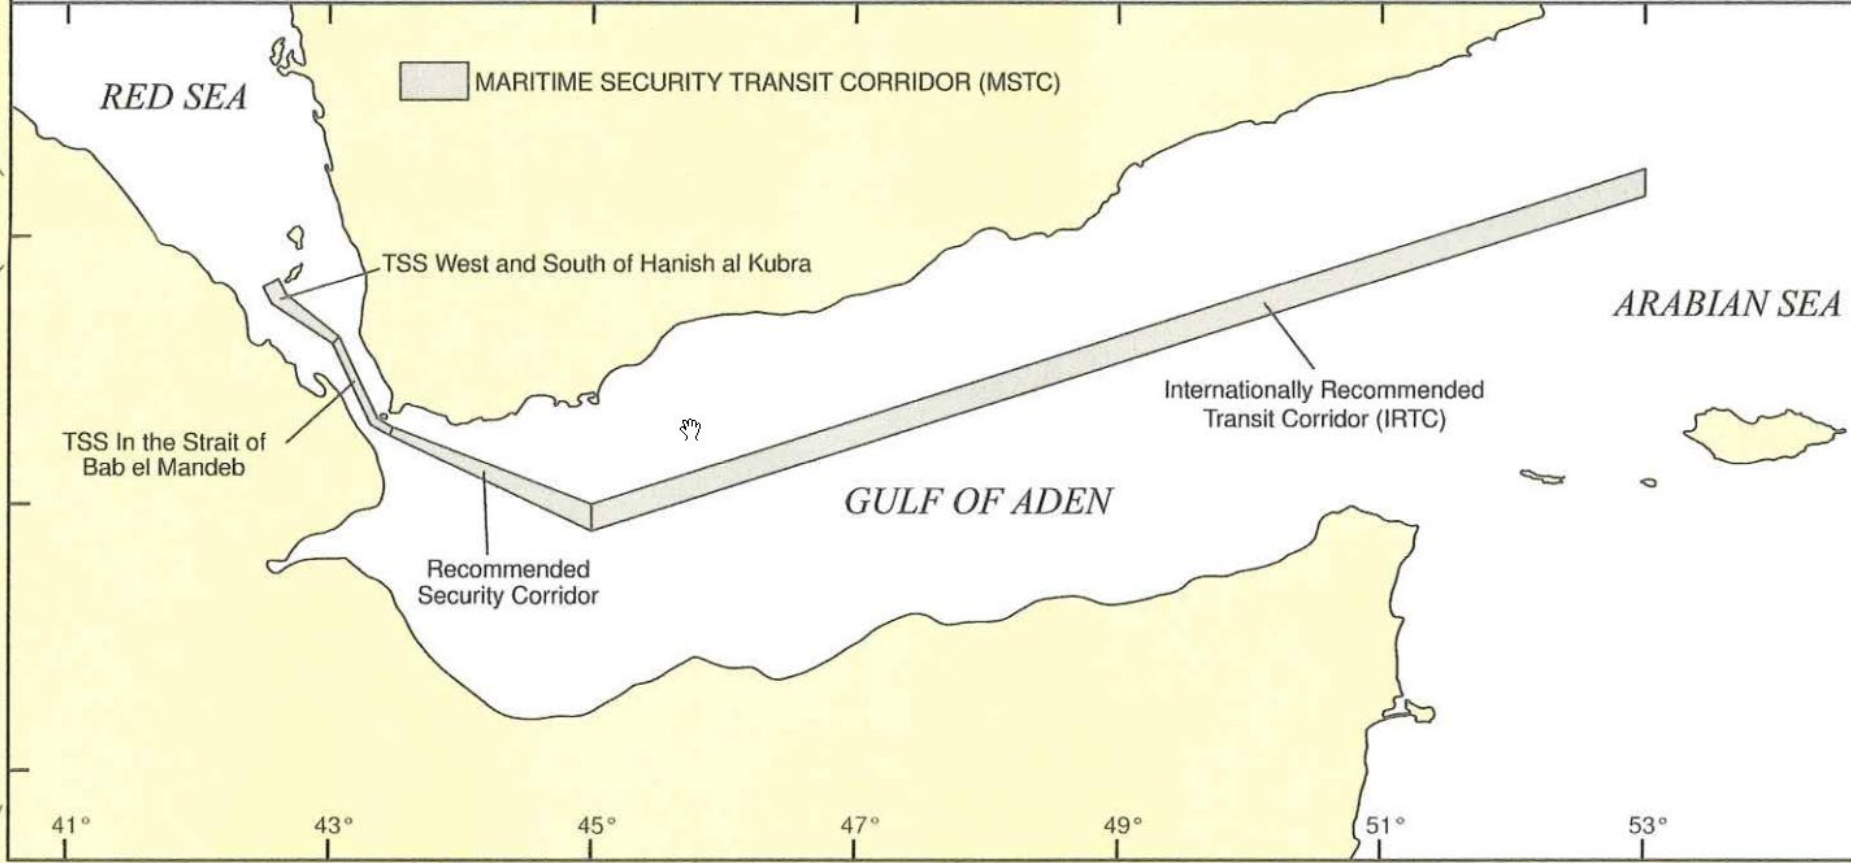 RED SEA
MARITIME SECURITY TRANSIT CORRIDOR (MSTC)
TSS West and South of Hanish al Kubra
ARABIAN SEA
Internationally Recommended
Transit Corridor (IRTC)
TSS In the Strait of
Bab el Mandeb
GULF OF ADEN
Recommended
Security Corridor
41° 43° 45° 47° 49° 51° 53°